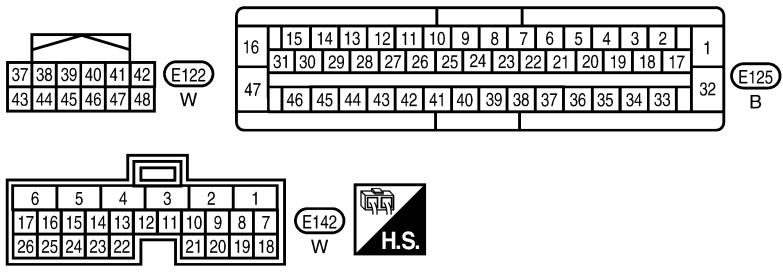 37 38 39 40 41 42
43 44 45 46 47 48
E122
W
16 15 14 13 12 11 10 9 8 7 6 5 4 3 2 1
31 30 29 28 27 26 25 24 23 22 21 20 19 18 17
47 32
46 45 44 43 42 41 40 39 38 37 36 35 34 33
E125
B
6 5 4 3 2 1
17 16 15 14 13 12 11 10 9 8 7
26 25 24 23 22 21 20 19 18
E142
W
H.S.